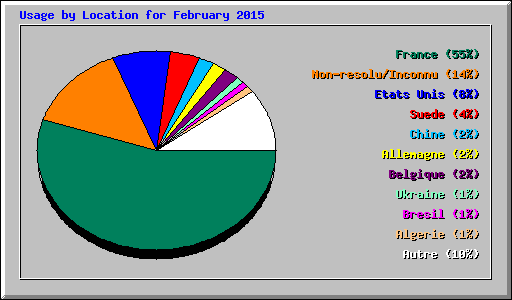 Usage by Location for February 2015
France (55%)
Non-resolu/Inconnu (14%)
Etats Unis (8%)
Suede (4%)
Chine (2%)
Allemagne (2%)
Belgique (2%)
Ukraine (1%)
Bresil (1%)
Algerie (1%)
Autre (10%)